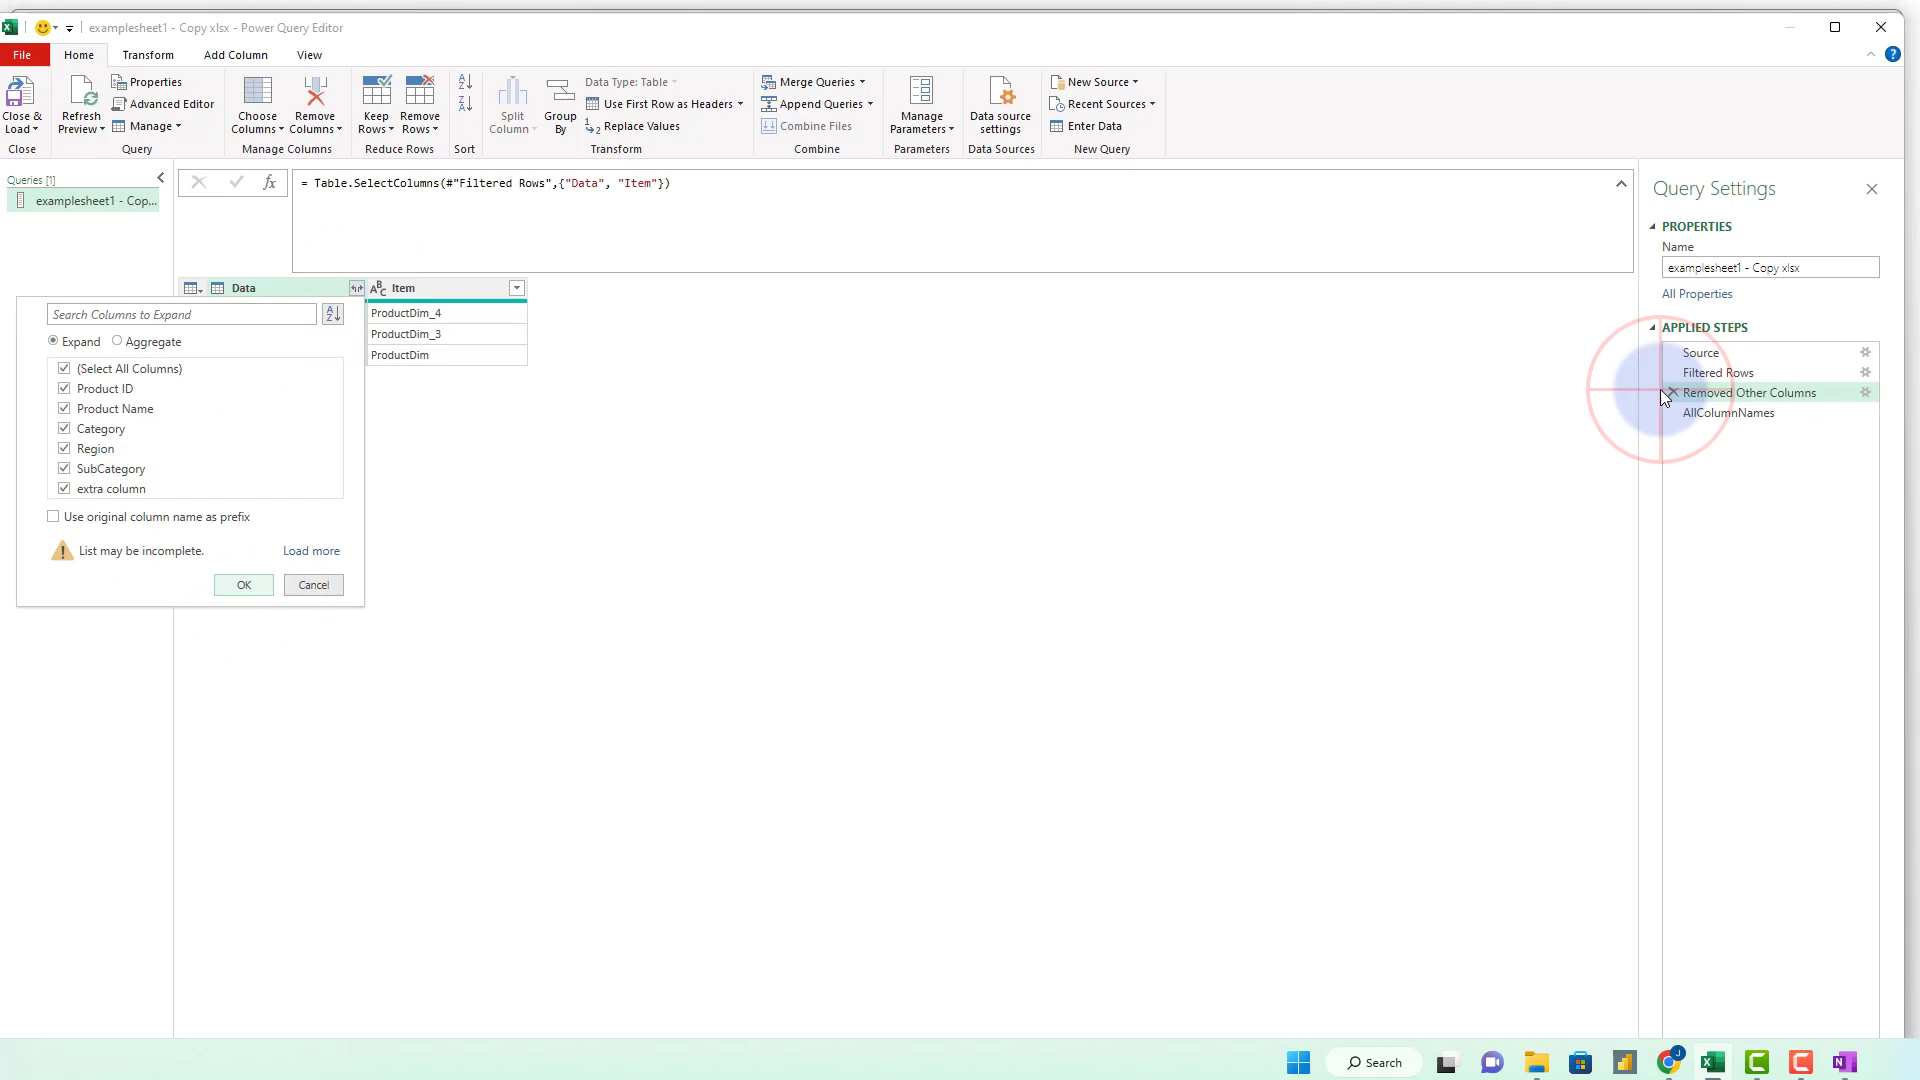 examplesheet1 - Copy xlsx - Power Query Editor
File Home Transform Add Column View
Close & Load
Close
Refresh Preview
Properties
Advanced Editor
Manage
Query
Choose Columns
Remove Columns
Manage Columns
Keep Rows
Remove Rows
Reduce Rows
Sort
Split Column
Group By
Data Type: Table
Use First Row as Headers
Replace Values
Transform
Merge Queries
Append Queries
Combine Files
Combine
Manage Parameters
Parameters
Data source settings
Data Sources
New Source
Recent Sources
Enter Data
New Query
Queries [1]
examplesheet1 - Cop...
fx
= Table.SelectColumns(#"Filtered Rows",{"Data", "Item"})
Data
Item
ProductDim_4
ProductDim_3
ProductDim
Search Columns to Expand
Expand Aggregate
(Select All Columns)
Product ID
Product Name
Category
Region
SubCategory
extra column
Use original column name as prefix
List may be incomplete. Load more
OK Cancel
Query Settings
PROPERTIES
Name
examplesheet1 - Copy xlsx
All Properties
APPLIED STEPS
Source
Filtered Rows
Removed Other Columns
AllColumnNames
Search